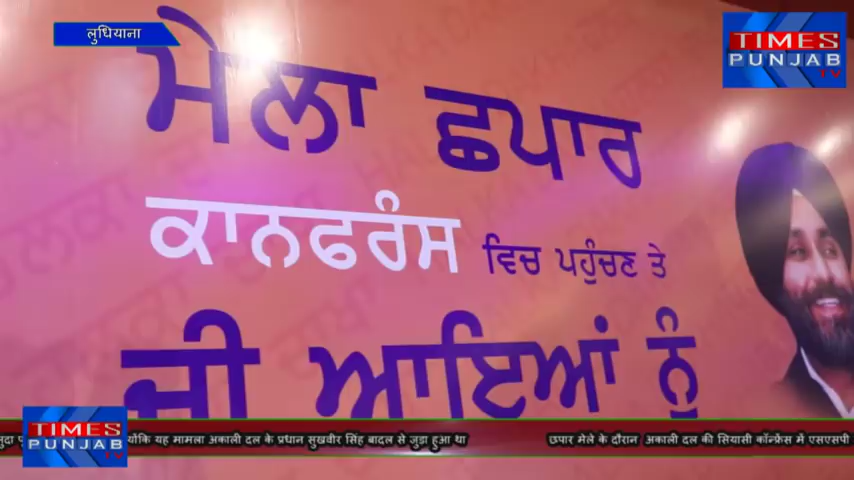 लुधियाना
TIMES
PUNJAB
TV
ਮੇਲਾ ਛਪਾਰ
ਕਾਨਫਰੰਸ ਵਿਚ ਪਹੁੰਚਣ ਤੇ
ਜੀ ਆਇਆਂ ਨੂੰ
TIMES
PUNJAB
TV
यह मामला अकाली दल के प्रधान सुखवीर सिंह बादल से जुड़ा हुआ था छपार मेले के दौरान अकाली दल की सियासी कॉन्फ्रेंस में एसएसपी